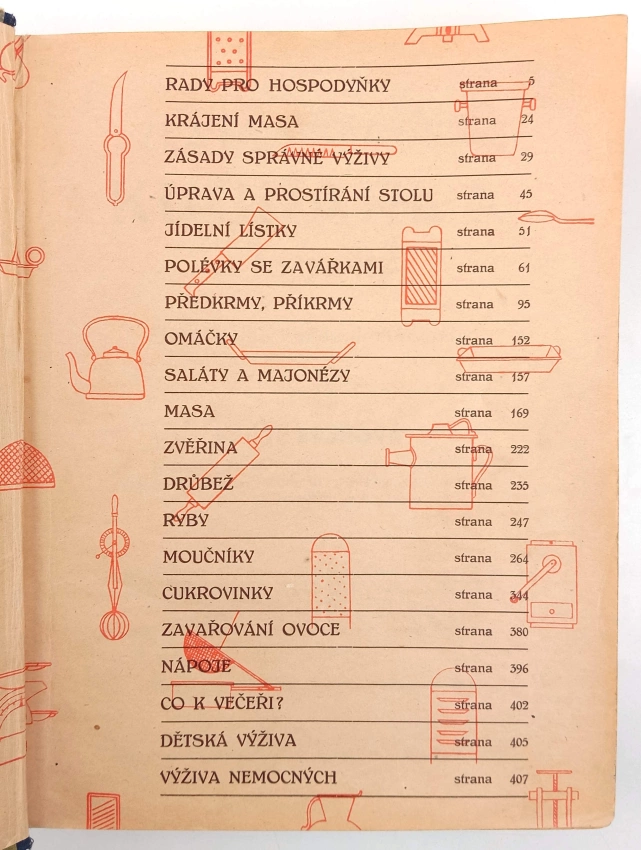 RADY PRO HOSPODYŇKY strana 5
KRÁJENÍ MASA strana 24
ZÁSADY SPRÁVNÉ VÝŽIVY strana 29
ÚPRAVA A PROSTÍRÁNÍ STOLU strana 45
JÍDELNÍ LÍSTKY strana 51
POLÉVKY SE ZAVÁŘKAMI strana 61
PŘEDKRMY, PŘÍKRMY strana 95
OMÁČKY strana 152
SALÁTY A MAJONÉZY strana 157
MASA strana 169
ZVĚŘINA strana 222
DRŮBEŽ strana 235
RYBY strana 247
MOUČNÍKY strana 264
CUKROVINKY strana 344
ZAVAŘOVÁNÍ OVOCE strana 380
NÁPOJE strana 396
CO K VEČEŘI? strana 402
DĚTSKÁ VÝŽIVA strana 405
VÝŽIVA NEMOCNÝCH strana 407